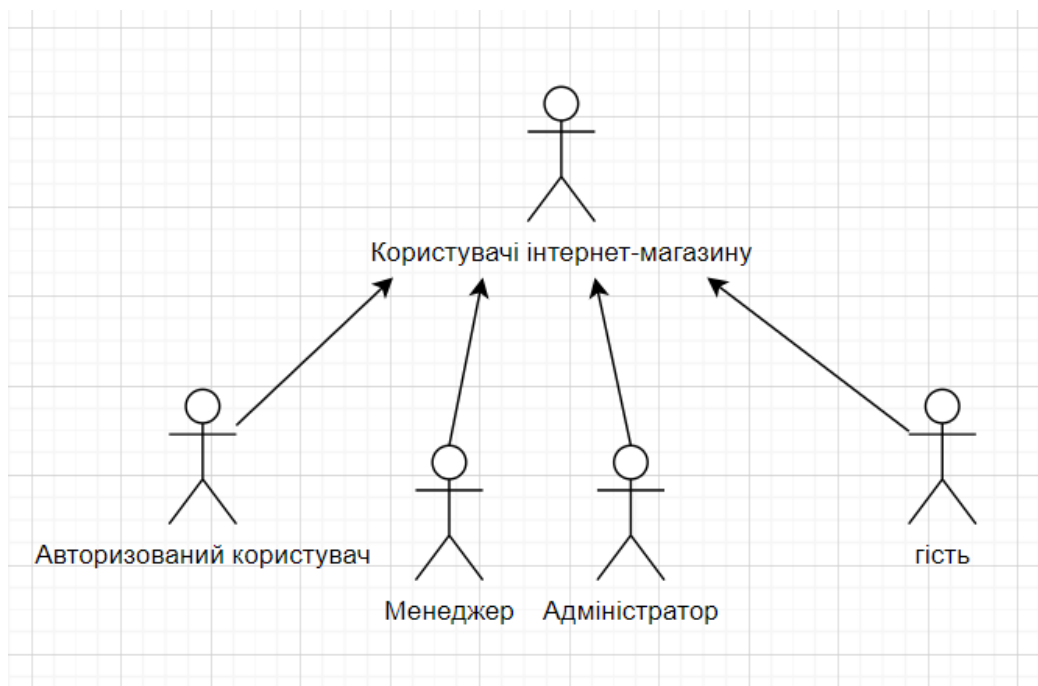 Користувачі інтернет-магазину
Авторизований користувач
гість
Менеджер
Адміністратор